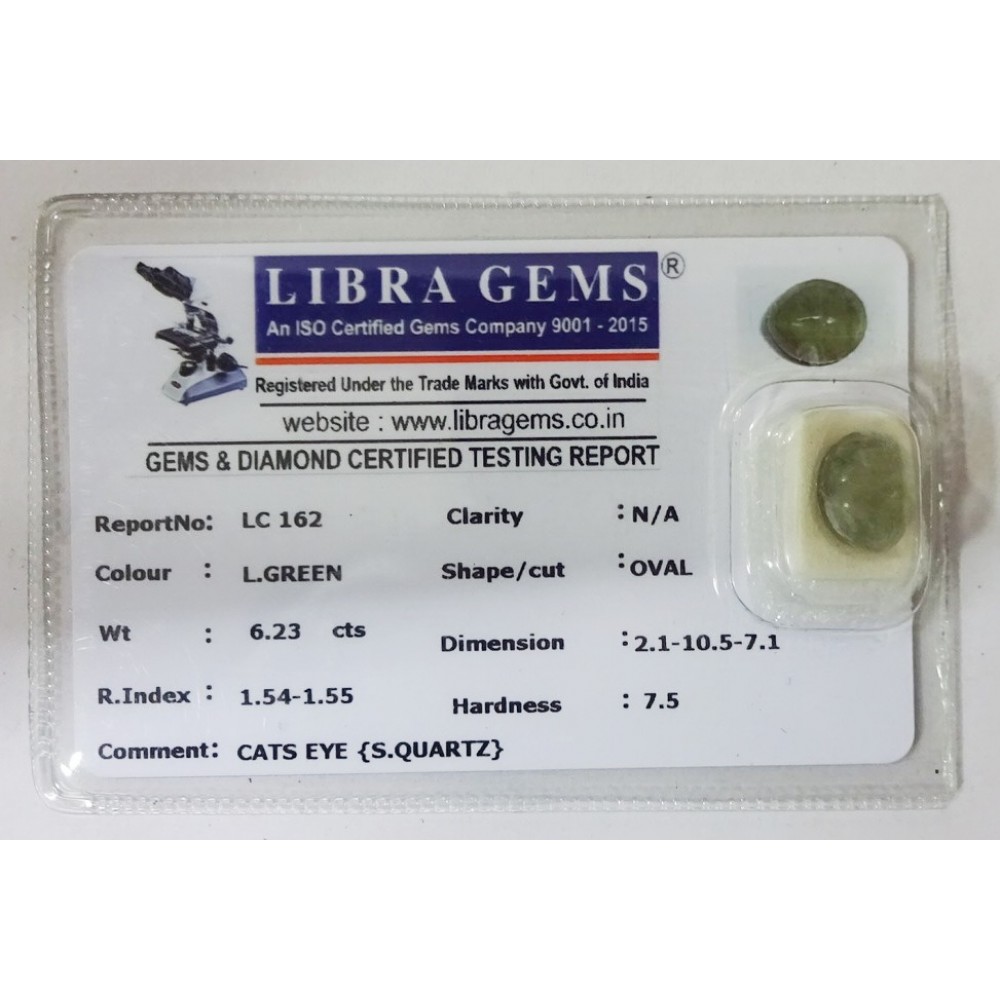 LIBRA GEMS ®
An ISO Certified Gems Company 9001 - 2015
Registered Under the Trade Marks with Govt. of India
website : www.libragems.co.in
GEMS & DIAMOND CERTIFIED TESTING REPORT
ReportNo: LC 162 Clarity : N/A
Colour : L.GREEN Shape/cut : OVAL
Wt : 6.23 cts Dimension : 2.1-10.5-7.1
R.Index : 1.54-1.55 Hardness : 7.5
Comment: CATS EYE {S.QUARTZ}